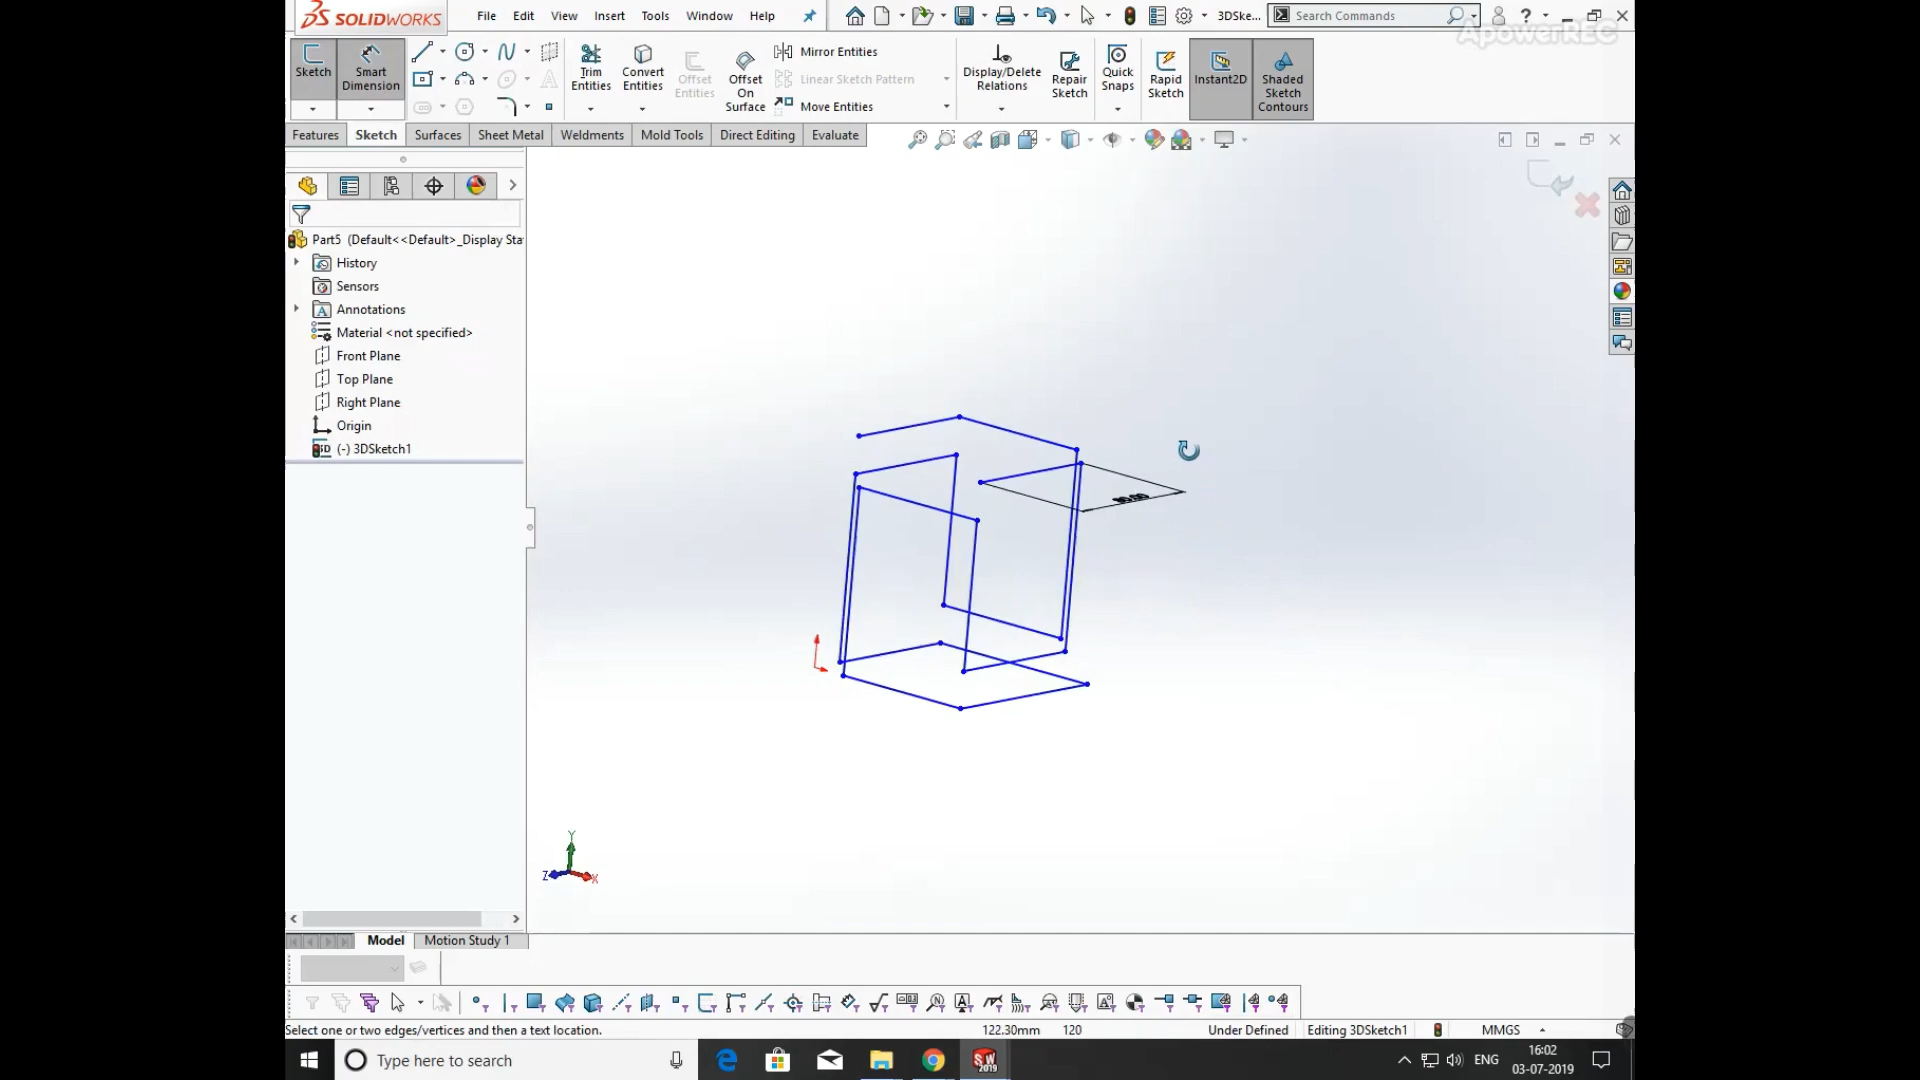 SOLIDWORKS
File Edit View Insert Tools Window Help
3DSke...
Search Commands
ApowerREC
Sketch
Smart Dimension
Trim Entities
Convert Entities
Offset Entities
Offset On Surface
Mirror Entities
Linear Sketch Pattern
Move Entities
Display/Delete Relations
Repair Sketch
Quick Snaps
Rapid Sketch
Instant2D
Shaded Sketch Contours
Features Sketch Surfaces Sheet Metal Weldments Mold Tools Direct Editing Evaluate
Part5 (Default<<Default>_Display Sta
History
Sensors
Annotations
Material <not specified>
Front Plane
Top Plane
Right Plane
Origin
(-) 3DSketch1
Y
Z
X
Model Motion Study 1
Select one or two edges/vertices and then a text location.
122.30mm 120 Under Defined Editing 3DSketch1 MMGS
Type here to search
SW 2019
ENG
16:02
03-07-2019